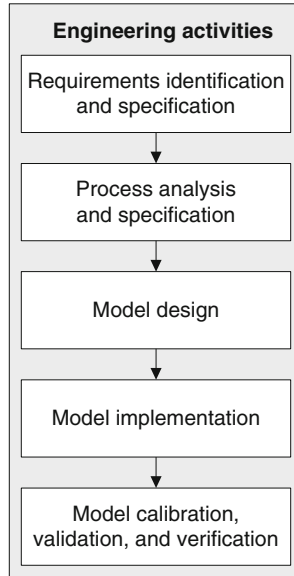 Engineering activities
Requirements identification
and specification
Process analysis
and specification
Model design
Model implementation
Model calibration,
validation, and verification